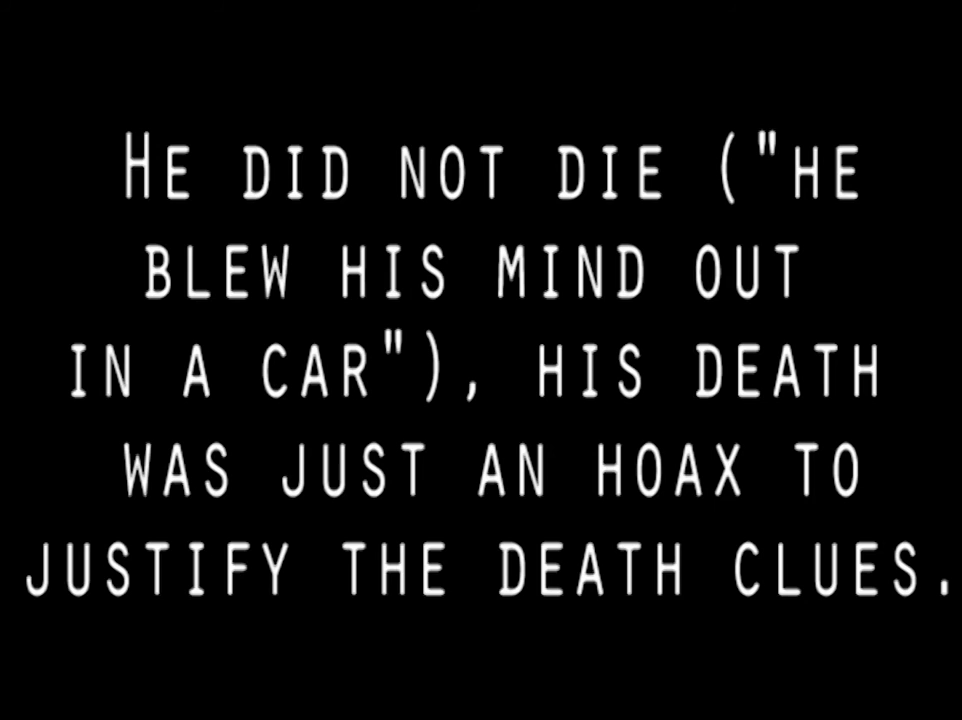 He did not die ("he
blew his mind out
in a car"), his death
was just an hoax to
justify the death clues.